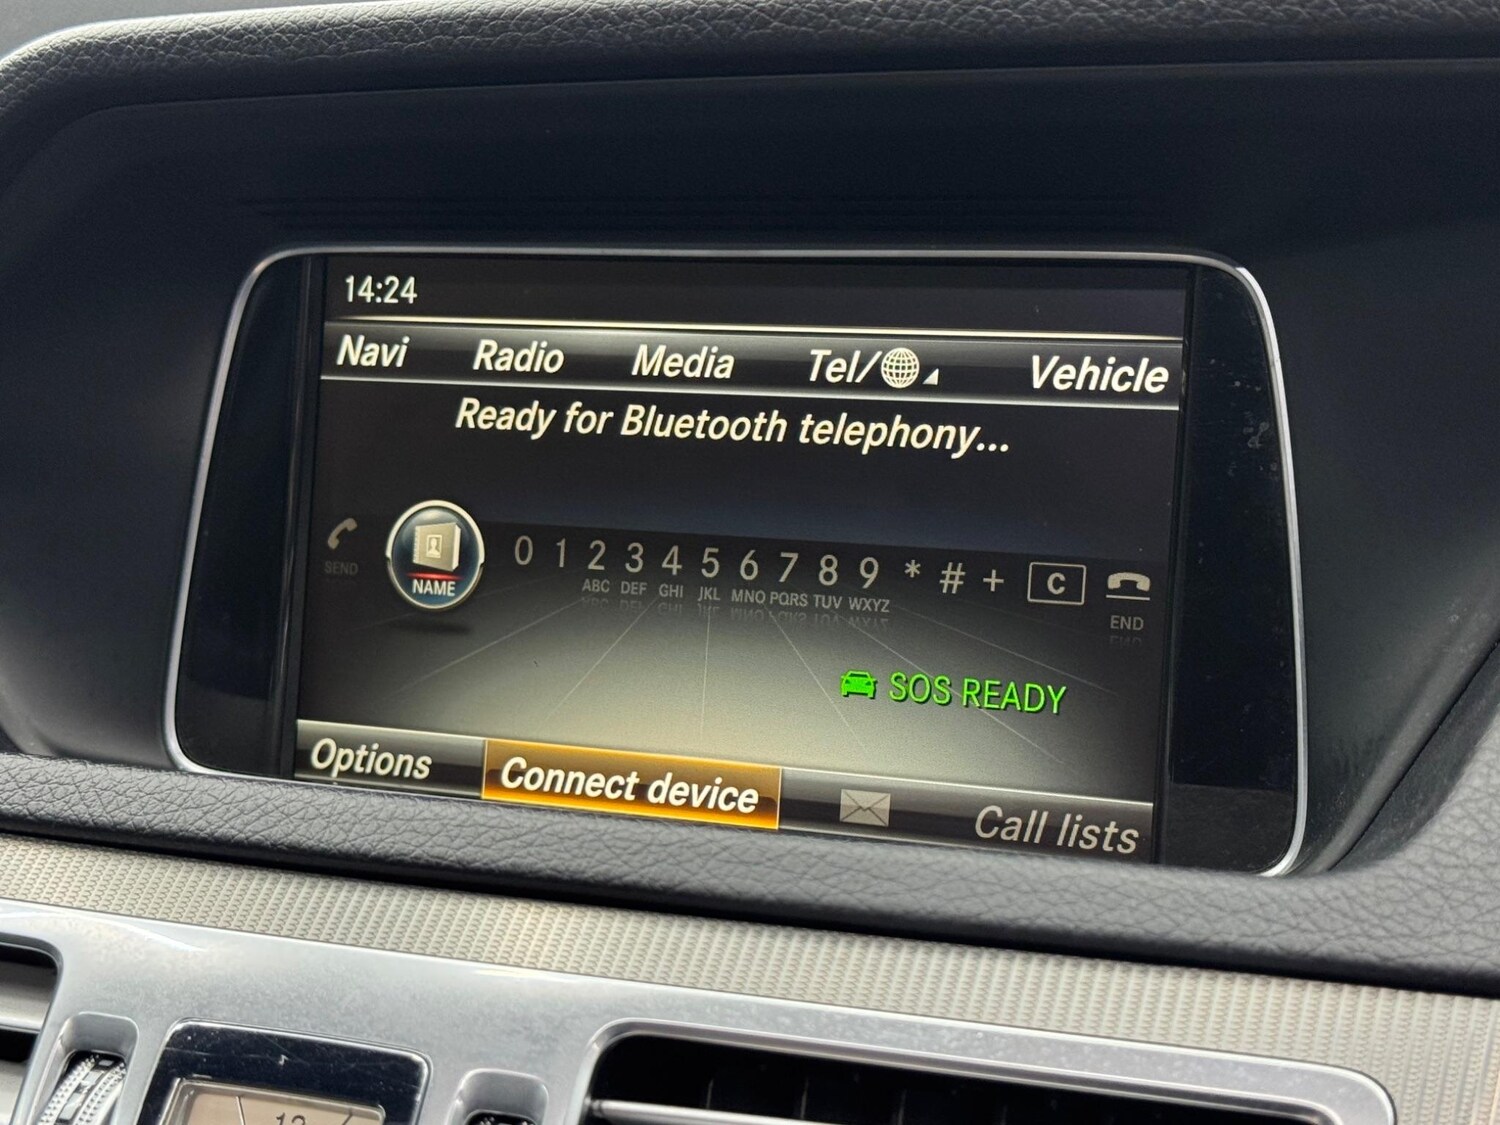 14:24
Navi Radio Media Tel/ Vehicle
Ready for Bluetooth telephony...
0 1 2 3 4 5 6 7 8 9 * # + C
SEND NAME ABC DEF GHI JKL MNO PQRS TUV WXYZ END
SOS READY
Options Connect device Call lists
12